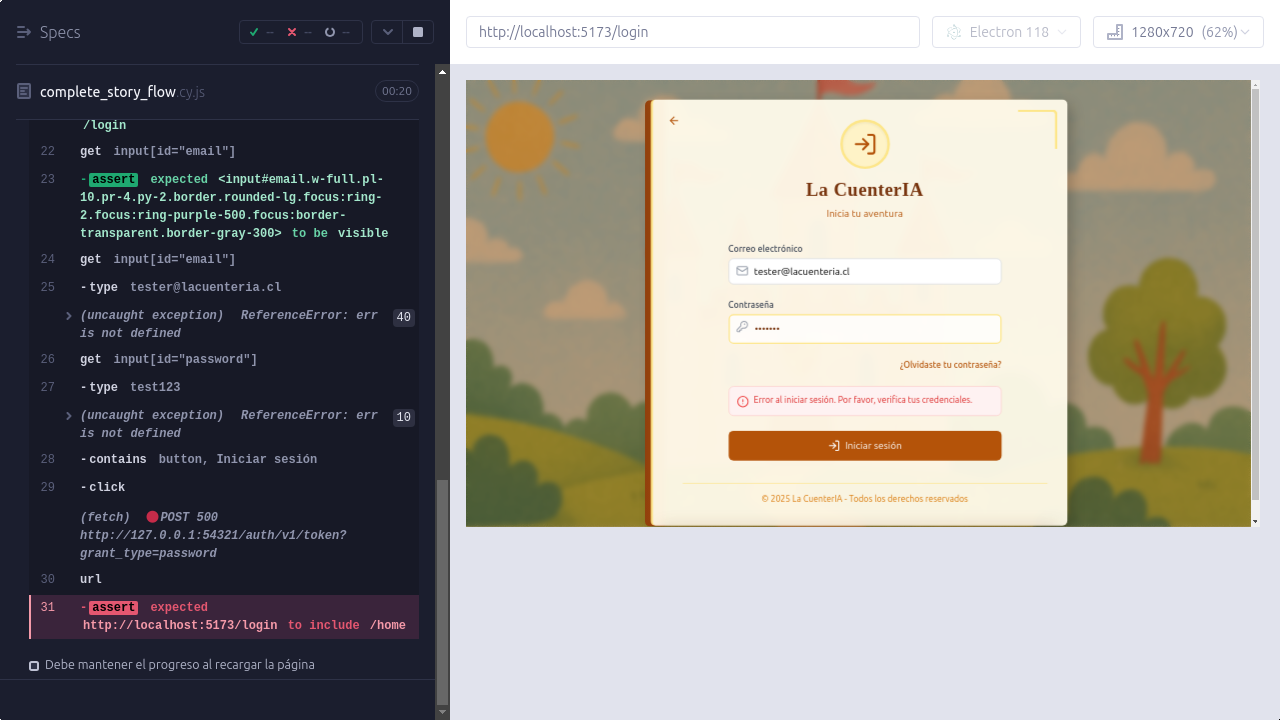 Specs
--
--
--
http://localhost:5173/login
Electron 118
1280x720 (62%)
complete_story_flow.cy.js
00:20
/login
22 get input[id="email"]
23 -assert expected <input#email.w-full.pl-
10.pr-4.py-2.border.rounded-lg.focus:ring-
2.focus:ring-purple-500.focus:border-
transparent.border-gray-300> to be visible
24 get input[id="email"]
25 -type tester@lacuenteria.cl
(uncaught exception) ReferenceError: err 40
is not defined
26 get input[id="password"]
27 -type test123
(uncaught exception) ReferenceError: err 10
is not defined
28 -contains button, Iniciar sesión
29 -click
(fetch) POST 500
http://127.0.0.1:54321/auth/v1/token?
grant_type=password
30 url
31 -assert expected
http://localhost:5173/login to include /home
Debe mantener el progreso al recargar la página
La CuenterIA
Inicia tu aventura
Correo electrónico
tester@lacuenteria.cl
Contraseña
•••••••
¿Olvidaste tu contraseña?
Error al iniciar sesión. Por favor, verifica tus credenciales.
Iniciar sesión
© 2025 La CuenterIA - Todos los derechos reservados